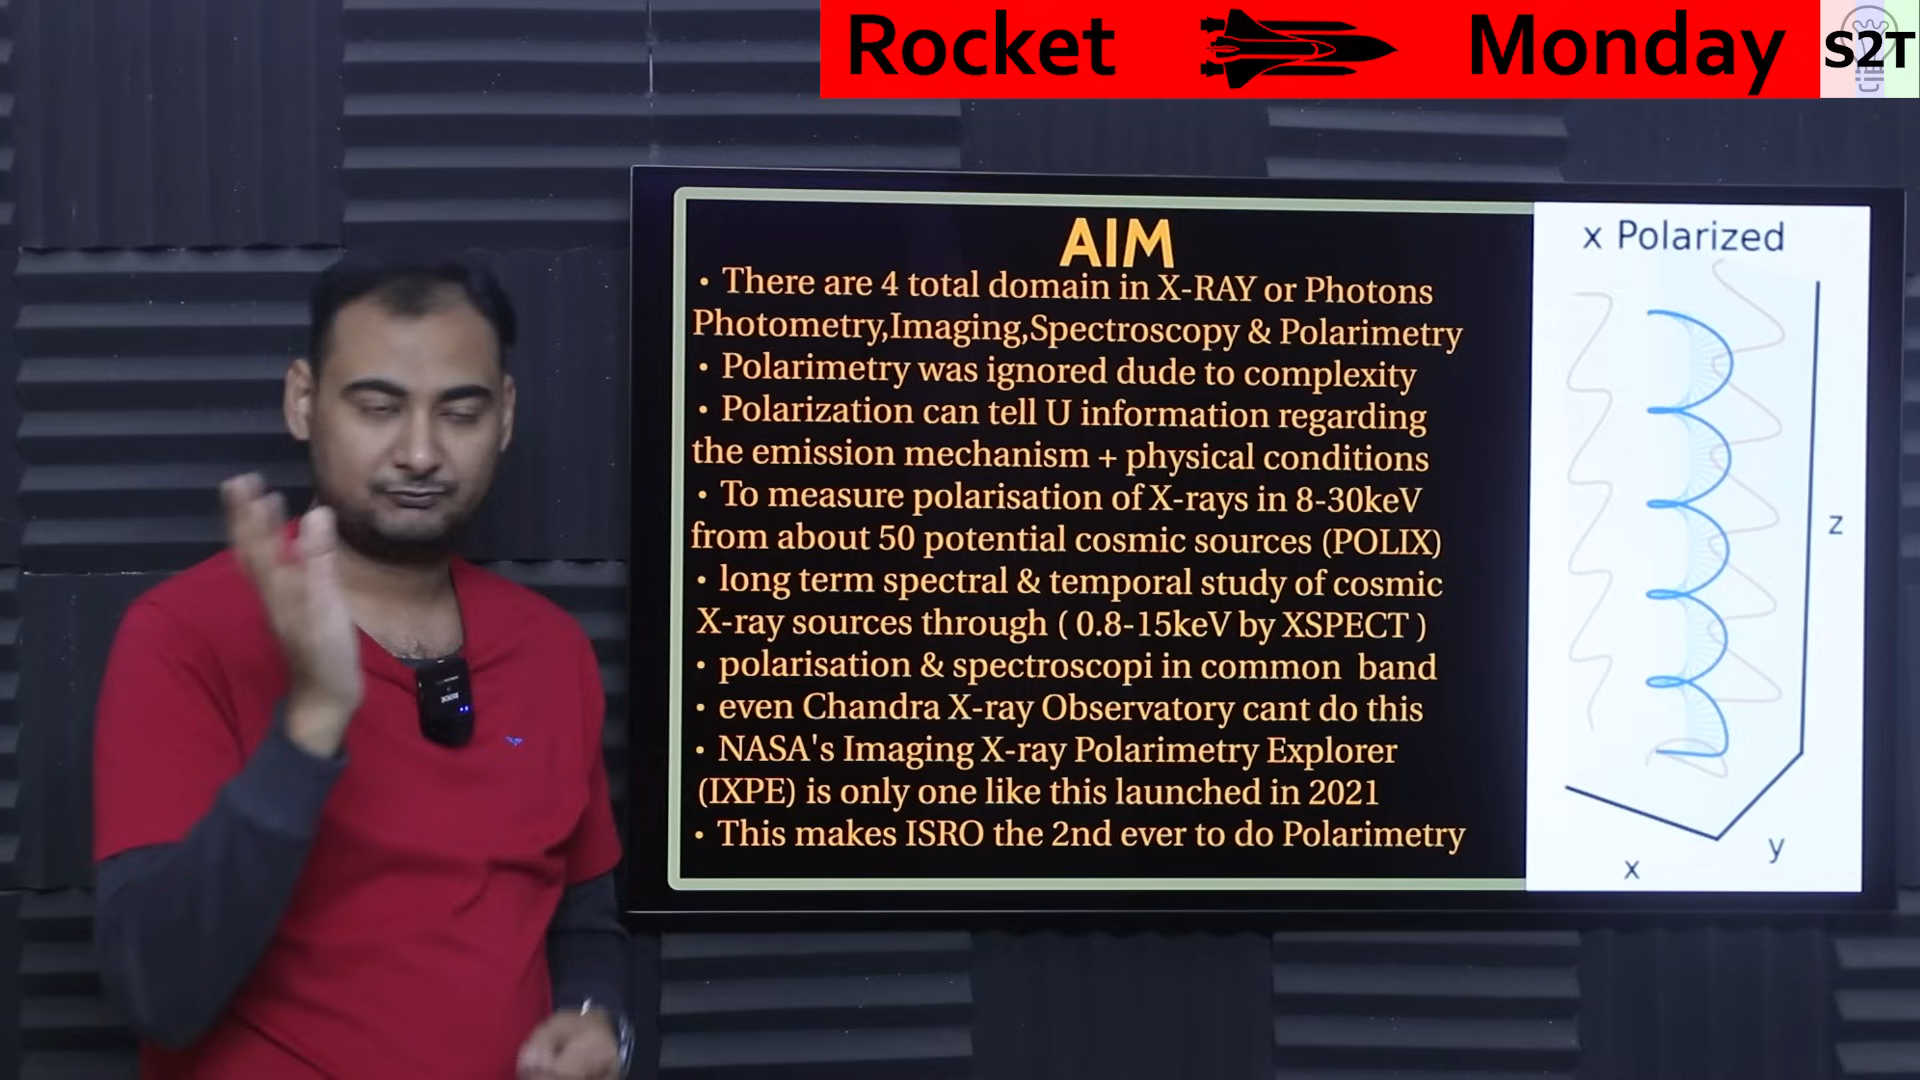 Rocket Monday S2T
AIM
• There are 4 total domain in X-RAY or Photons
Photometry,Imaging,Spectroscopy & Polarimetry
• Polarimetry was ignored dude to complexity
• Polarization can tell U information regarding
the emission mechanism + physical conditions
• To measure polarisation of X-rays in 8-30keV
from about 50 potential cosmic sources (POLIX)
• long term spectral & temporal study of cosmic
X-ray sources through ( 0.8-15keV by XSPECT )
• polarisation & spectroscopi in common band
• even Chandra X-ray Observatory cant do this
• NASA's Imaging X-ray Polarimetry Explorer
(IXPE) is only one like this launched in 2021
• This makes ISRO the 2nd ever to do Polarimetry
x Polarized
z
y
x